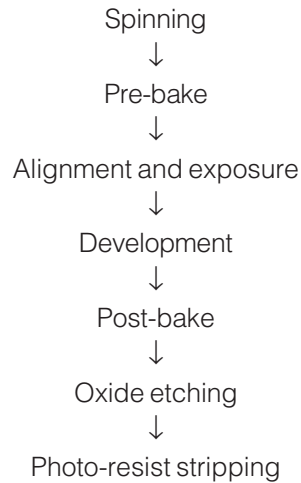 Spinning
↓
Pre-bake
↓
Alignment and exposure
↓
Development
↓
Post-bake
↓
Oxide etching
↓
Photo-resist stripping